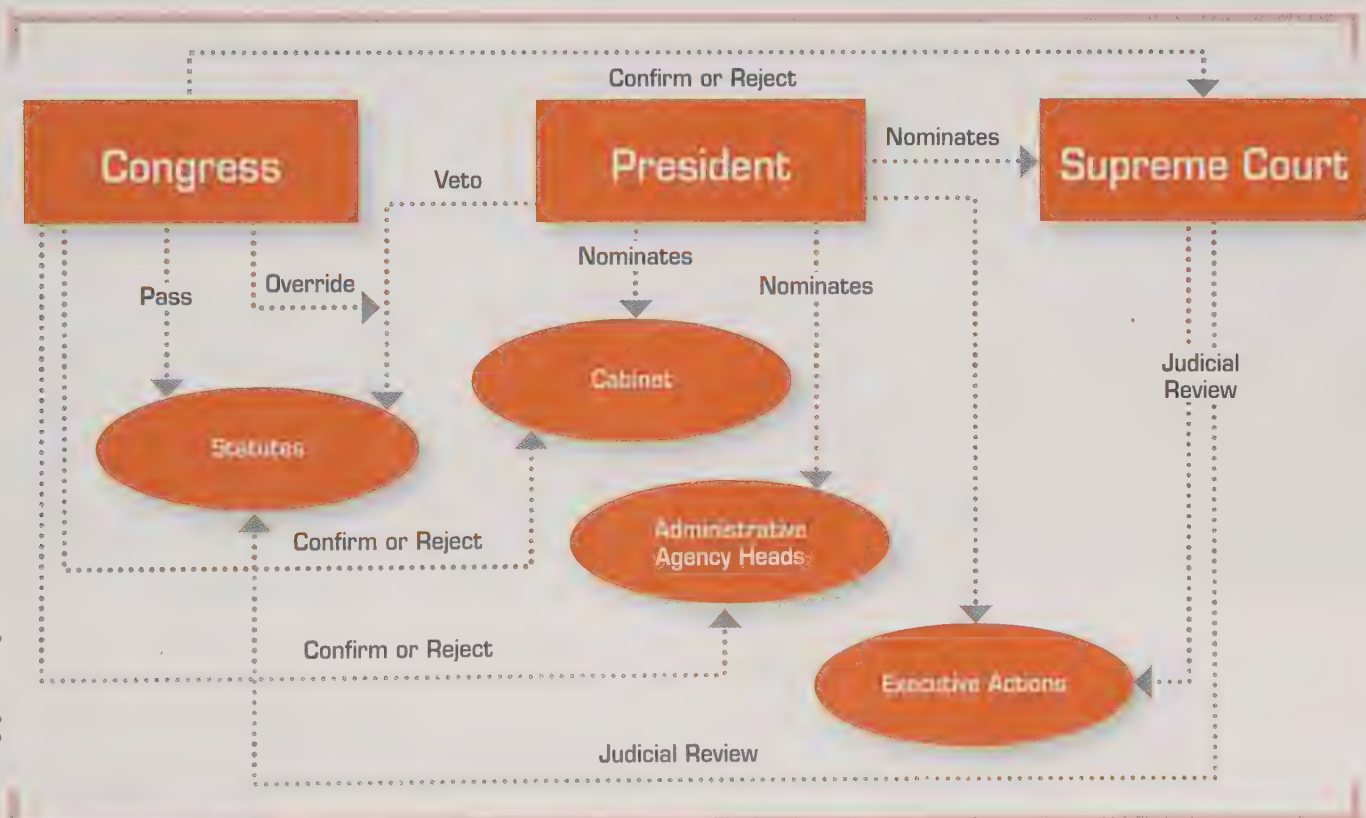 Confirm or Reject
Congress
President
Supreme Court
Nominates
Veto
Nominates
Nominates
Override
Pass
Judicial
Review
Cabinet
Statutes
Administrative
Agency Heads
Confirm or Reject
Confirm or Reject
Executive Actions
Judicial Review